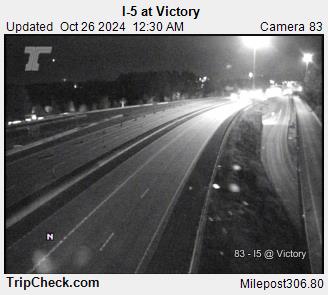 I-5 at Victory
Updated Oct 26 2024 12:30 AM Camera 83
T
N
83 - I5 @ Victory
TripCheck.com Milepost306.80